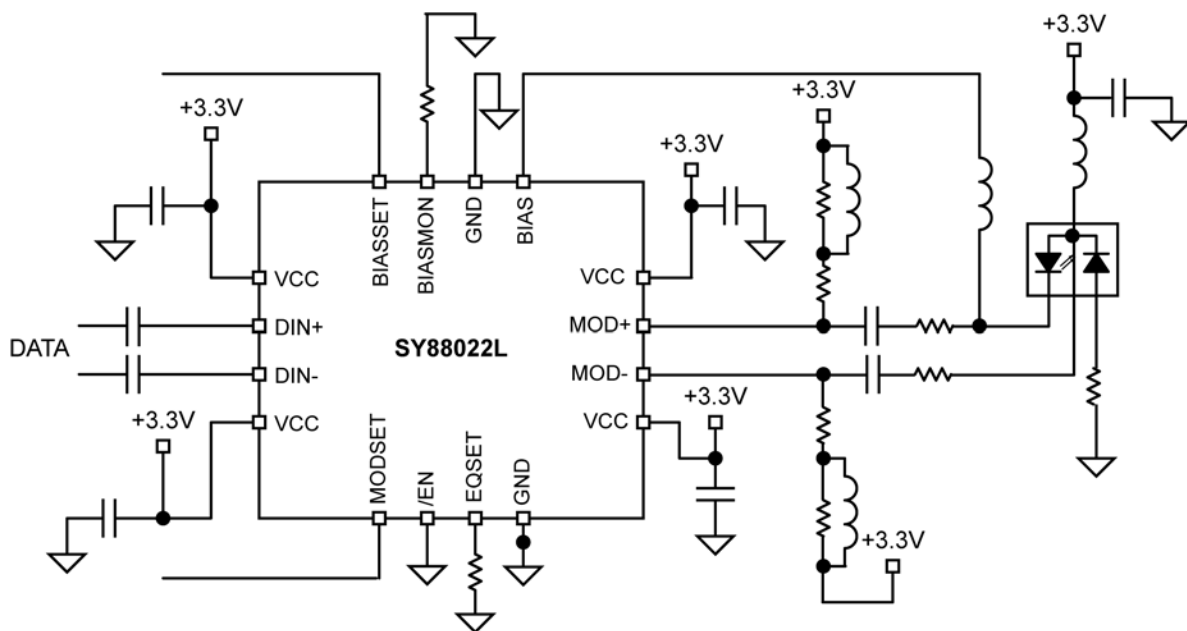 +3.3V
+3.3V
+3.3V
+3.3V
BIASSET
BIASMON
GND
BIAS
VCC
VCC
DIN+
MOD+
DATA
SY88022L
DIN-
MOD-
VCC
VCC
+3.3V
+3.3V
MODSET
/EN
EQSET
GND
+3.3V